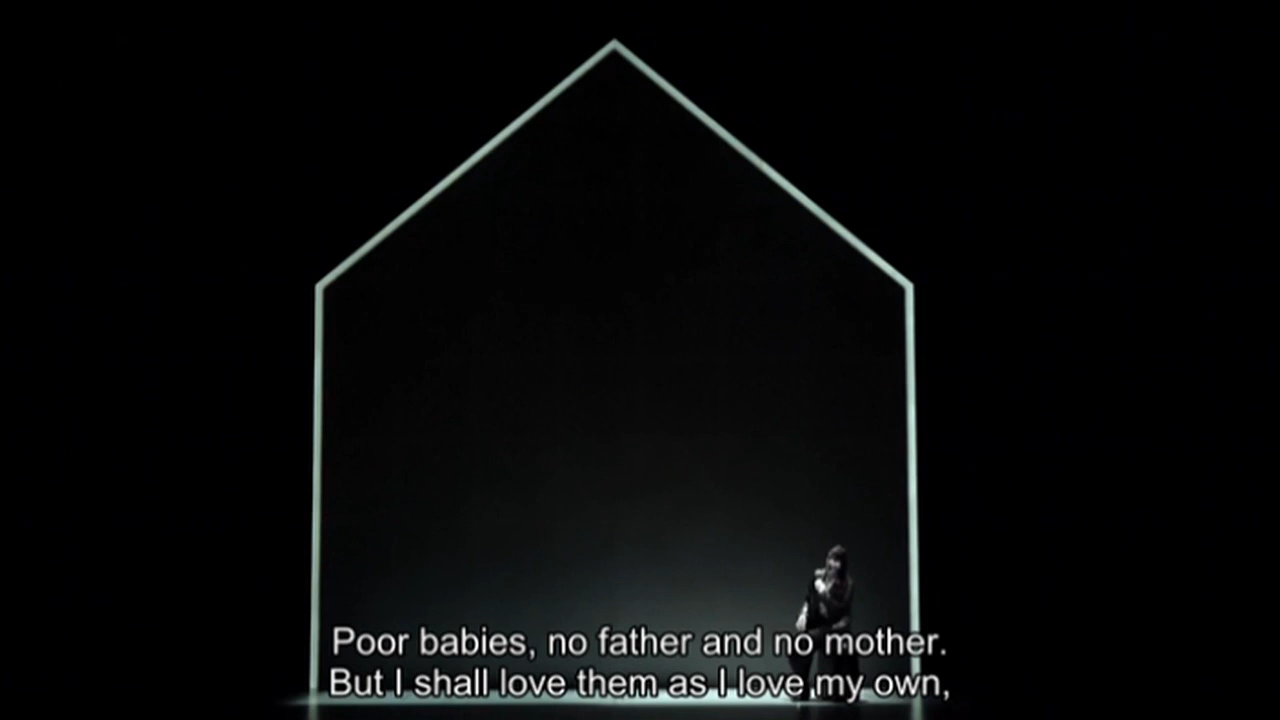 Poor babies, no father and no mother.
But I shall love them as I love my own,